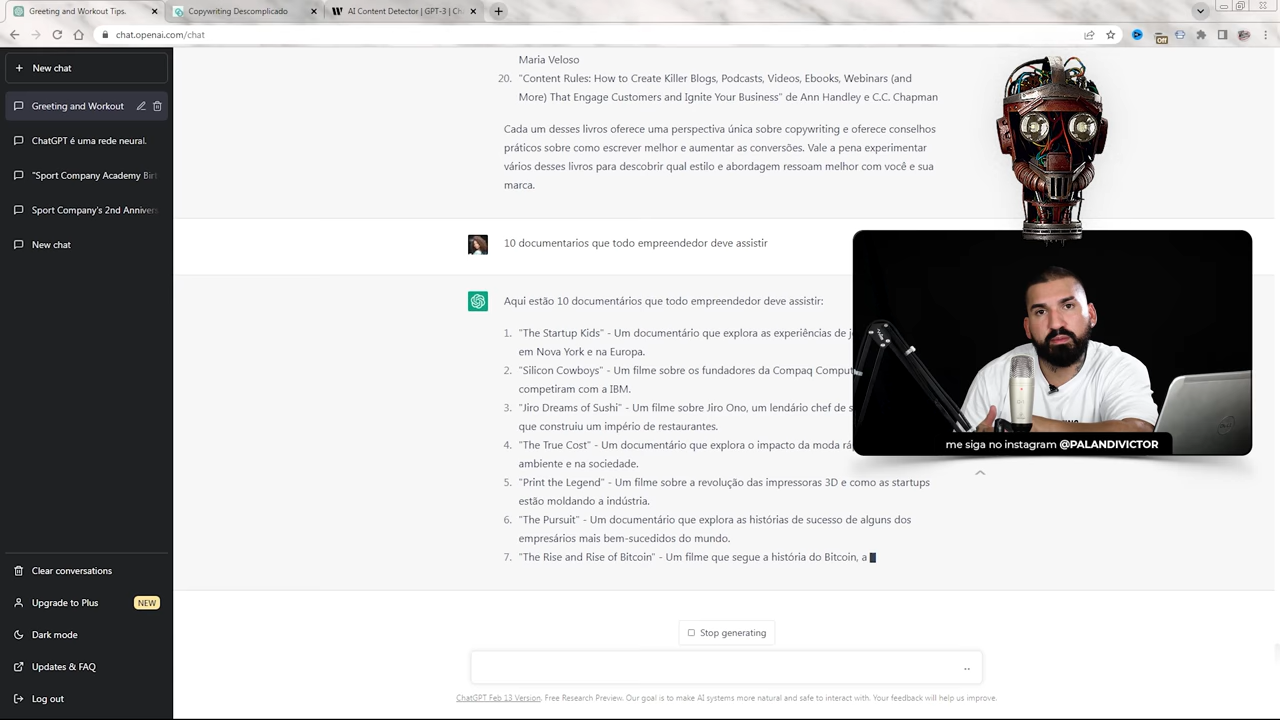 Greeting and Workout Tips.
Copywriting Descomplicado
AI Content Detector | GPT-3 | Ch
chat.openai.com/chat
Off
New chat
Greeting and Workout
ChatGPT é uma rede neural.
"Sport Company Academy Birt
Sport Company's 2nd Annivers
New chat
Clear conversations
Upgrade to Plus NEW
Dark mode
Updates & FAQ
Log out
Maria Veloso
20. "Content Rules: How to Create Killer Blogs, Podcasts, Videos, Ebooks, Webinars (and
More) That Engage Customers and Ignite Your Business" de Ann Handley e C.C. Chapman
Cada um desses livros oferece uma perspectiva única sobre copywriting e oferece conselhos
práticos sobre como escrever melhor e aumentar as conversões. Vale a pena experimentar
vários desses livros para descobrir qual estilo e abordagem ressoam melhor com você e sua
marca.
10 documentarios que todo empreendedor deve assistir
Aqui estão 10 documentários que todo empreendedor deve assistir:
1. "The Startup Kids" - Um documentário que explora as experiências de j
em Nova York e na Europa.
2. "Silicon Cowboys" - Um filme sobre os fundadores da Compaq Comput
competiram com a IBM.
3. "Jiro Dreams of Sushi" - Um filme sobre Jiro Ono, um lendário chef de s
que construiu um império de restaurantes.
4. "The True Cost" - Um documentário que explora o impacto da moda rá
ambiente e na sociedade.
5. "Print the Legend" - Um filme sobre a revolução das impressoras 3D e como as startups
estão moldando a indústria.
6. "The Pursuit" - Um documentário que explora as histórias de sucesso de alguns dos
empresários mais bem-sucedidos do mundo.
7. "The Rise and Rise of Bitcoin" - Um filme que segue a história do Bitcoin, a
me siga no instagram @PALANDIVICTOR
Stop generating
ChatGPT Feb 13 Version. Free Research Preview. Our goal is to make AI systems more natural and safe to interact with. Your feedback will help us improve.